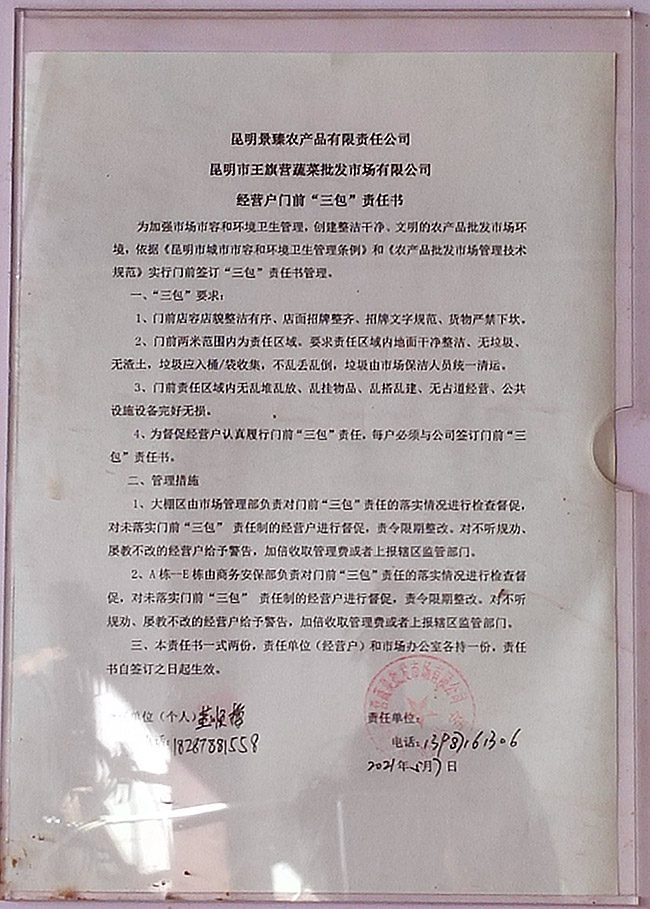 昆明景臻农产品有限责任公司
昆明市王旗营蔬菜批发市场有限公司
经营户门前“三包”责任书
为加强市场市容和环境卫生管理，创建整洁干净、文明的农产品批发市场环
境，依据《昆明市城市市容和环境卫生管理条例》和《农产品批发市场管理技术
规范》实行门前签订“三包”责任书管理。
一、“三包”要求：
1、门前店容店貌整洁有序、店面招牌整齐、招牌文字规范、货物严禁下坎。
2、门前两米范围内为责任区域。要求责任区域内地面干净整洁、无垃圾、
无渣土，垃圾应入桶/袋收集，不乱丢乱倒，垃圾由市场保洁人员统一清运。
3、门前责任区域内无乱堆乱放、乱挂物品、乱搭乱建、无占道经营、公共
设施设备完好无损。
4、为督促经营户认真履行门前“三包”责任，每户必须与公司签订门前“三
包”责任书。
二、管理措施
1、大棚区由市场管理部负责对门前“三包”责任的落实情况进行检查督促，
对未落实门前“三包” 责任制的经营户进行督促，责令限期整改。对不听规劝、
屡教不改的经营户给予警告，加倍收取管理费或者上报辖区监管部门。
2、A栋--E栋由商务安保部负责对门前“三包”责任的落实情况进行检查督
促，对未落实门前“三包” 责任制的经营户进行督促，责令限期整改。对不听
规劝、屡教不改的经营户给予警告，加倍收取管理费或者上报辖区监管部门。
三、本责任书一式两份，责任单位（经营户）和市场办公室各持一份，责任
书自签订之日起生效。
蔬菜批发市场有限公司
单位（个人）
责任单位：
18287881558
电话：13987161306
2021年5月7日